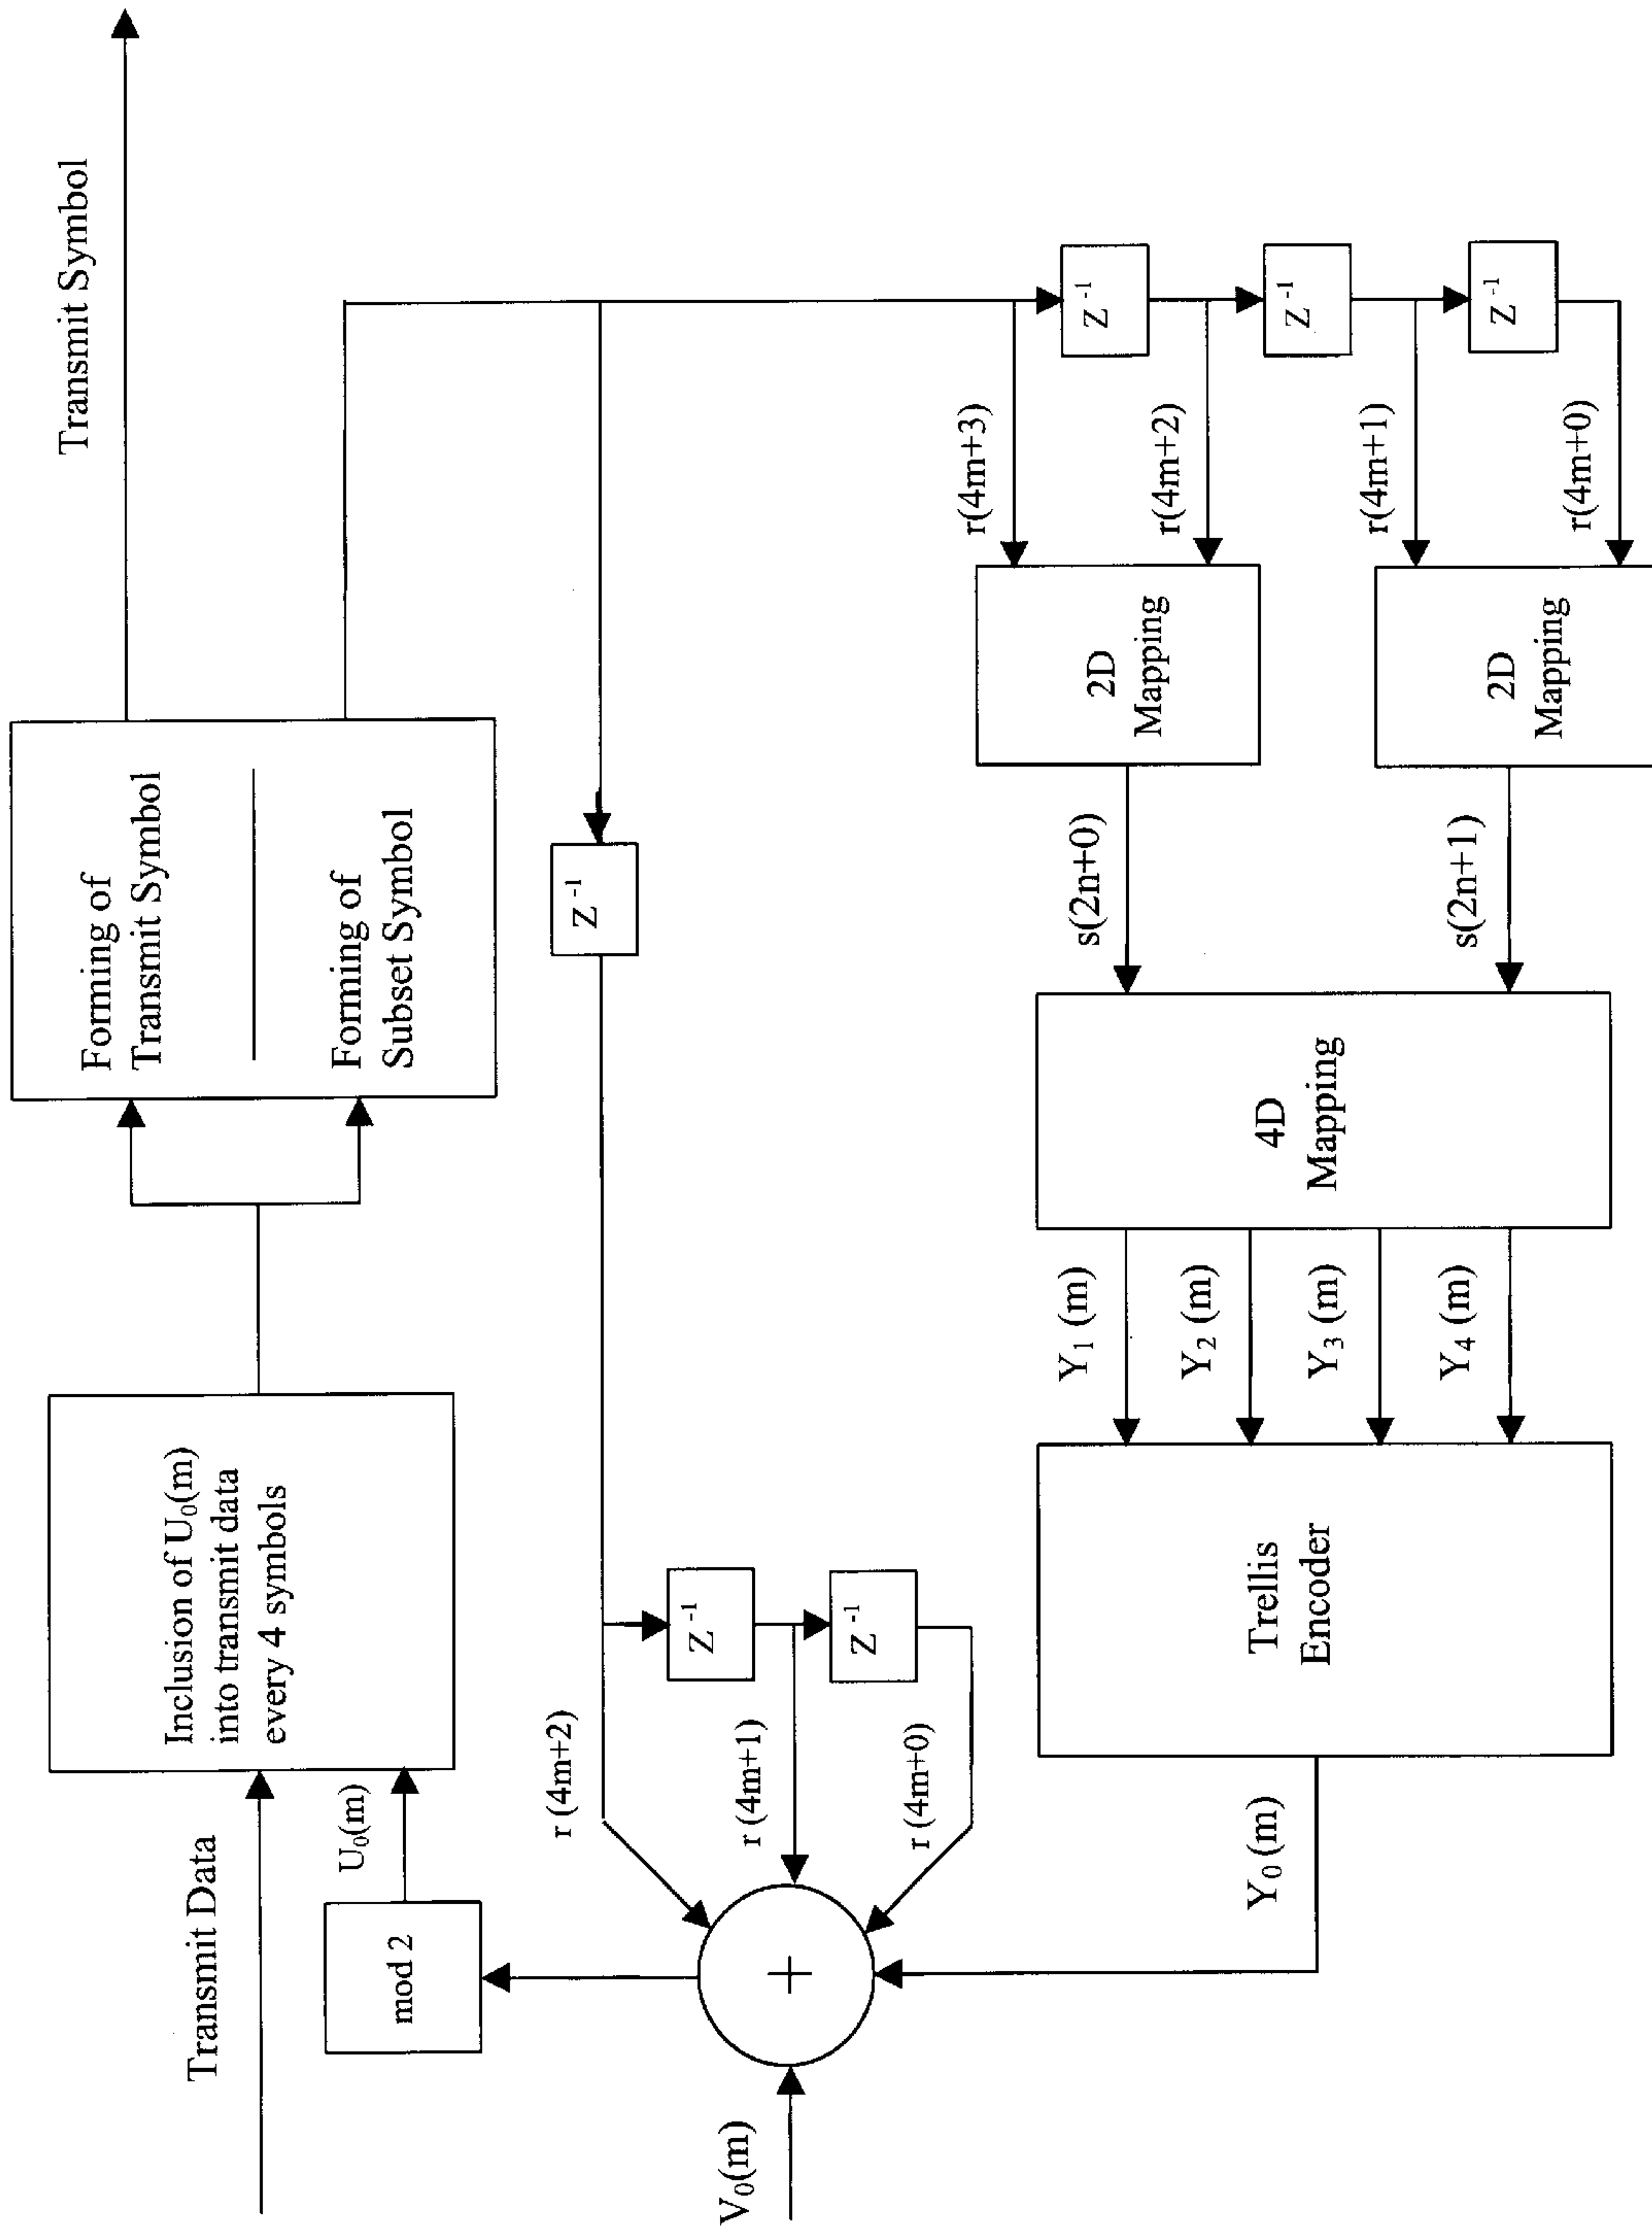 Transmit Data
Inclusion of U₀(m)
into transmit data
every 4 symbols
Forming of
Transmit Symbol
Forming of
Subset Symbol
Transmit Symbol
U₀(m)
mod 2
V₀(m)
+
r (4m+2)
r (4m+1)
r (4m+0)
Z⁻¹
Z⁻¹
Z⁻¹
Y₀ (m)
Trellis
Encoder
Y₁ (m)
Y₂ (m)
Y₃ (m)
Y₄ (m)
4D
Mapping
s(2n+0)
s(2n+1)
2D
Mapping
2D
Mapping
r(4m+3)
r(4m+2)
r(4m+1)
r(4m+0)
Z⁻¹
Z⁻¹
Z⁻¹